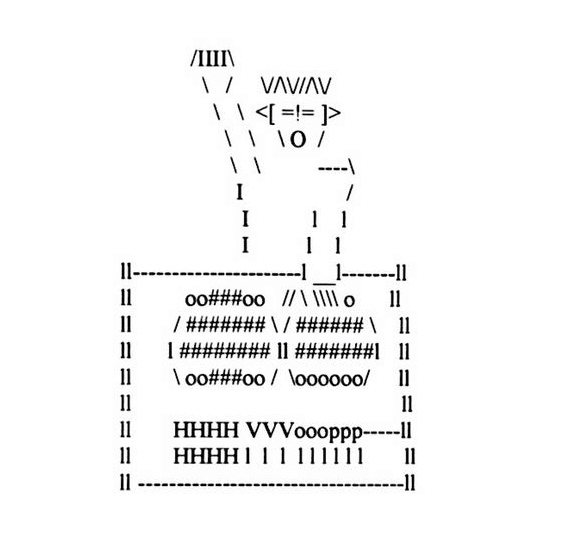 /IIII\
\ / V/\V//\V
\ \ <[ =!= ]>
\ \ \ O /
\ \ ----\
I /
I l l
I l l
ll-----------------------l __l-------ll
ll oo###oo // \ \\\\ o ll
ll / ####### \ / ###### \ ll
ll l ######## ll #######l ll
ll \ oo###oo / \oooooo/ ll
ll ll
ll HHHH VVVoooppp-----ll
ll HHHH l l l lllllll ll
ll ----------------------------------ll